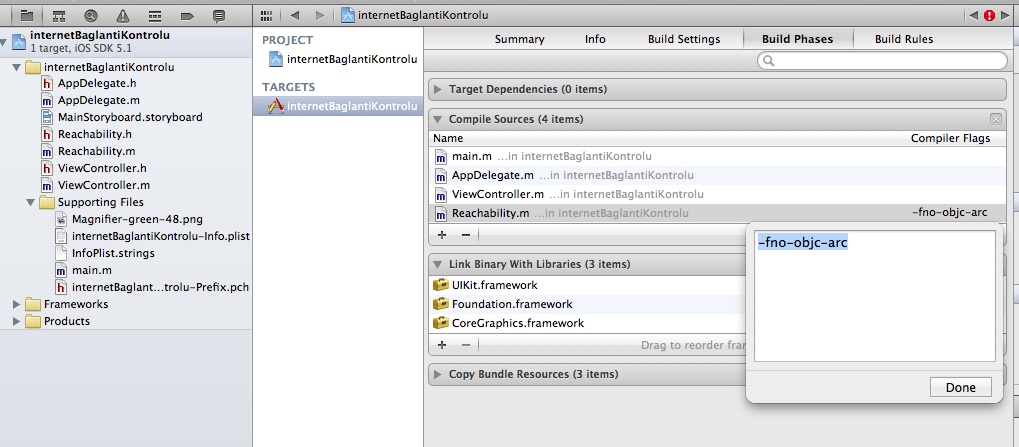 internetBaglantiKontrolu
internetBaglantiKontrolu
1 target, iOS SDK 5.1
internetBaglantiKontrolu
h AppDelegate.h
m AppDelegate.m
MainStoryboard.storyboard
h Reachability.h
m Reachability.m
h ViewController.h
m ViewController.m
Supporting Files
Magnifier-green-48.png
internetBaglantiKontrolu-Info.plist
InfoPlist.strings
m main.m
h internetBaglant...trolu-Prefix.pch
Frameworks
Products
PROJECT
internetBaglantiKontrolu
TARGETS
internetBaglantiKontrolu
Summary Info Build Settings Build Phases Build Rules
Target Dependencies (0 items)
Compile Sources (4 items)
Name Compiler Flags
m main.m ...in internetBaglantiKontrolu
m AppDelegate.m ...in internetBaglantiKontrolu
m ViewController.m ...in internetBaglantiKontrolu
m Reachability.m ...in internetBaglantiKontrolu -fno-objc-arc
+ −
-fno-objc-arc
Done
Link Binary With Libraries (3 items)
UIKit.framework
Foundation.framework
CoreGraphics.framework
+ − Drag to reorder fra
Copy Bundle Resources (3 items)